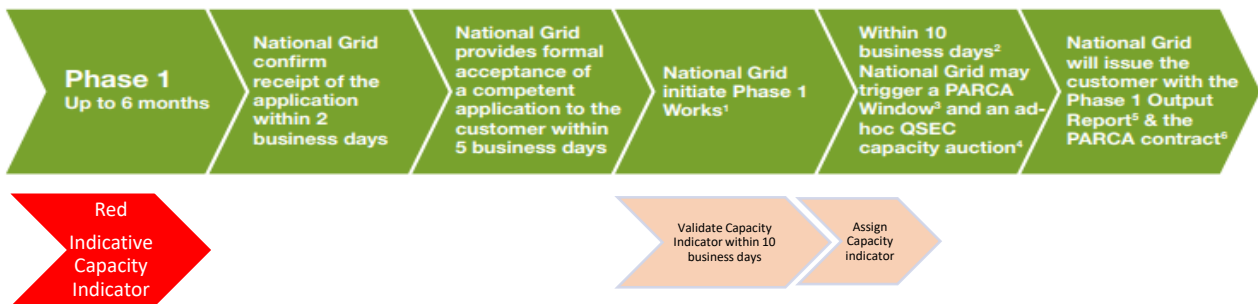 Phase 1
Up to 6 months
National Grid
confirm
receipt of the
application
within 2
business days
National Grid
provides formal
acceptance of
a competent
application to the
customer within
5 business days
National Grid
initiate Phase 1
Works¹
Within 10
business days²
National Grid may
trigger a PARCA
Window³ and an ad-
hoc QSEC
capacity auction⁴
National Grid
will issue the
customer with the
Phase 1 Output
Report⁵ & the
PARCA contract⁶
Red
Indicative
Capacity
Indicator
Validate Capacity
Indicator within 10
business days
Assign
Capacity
indicator